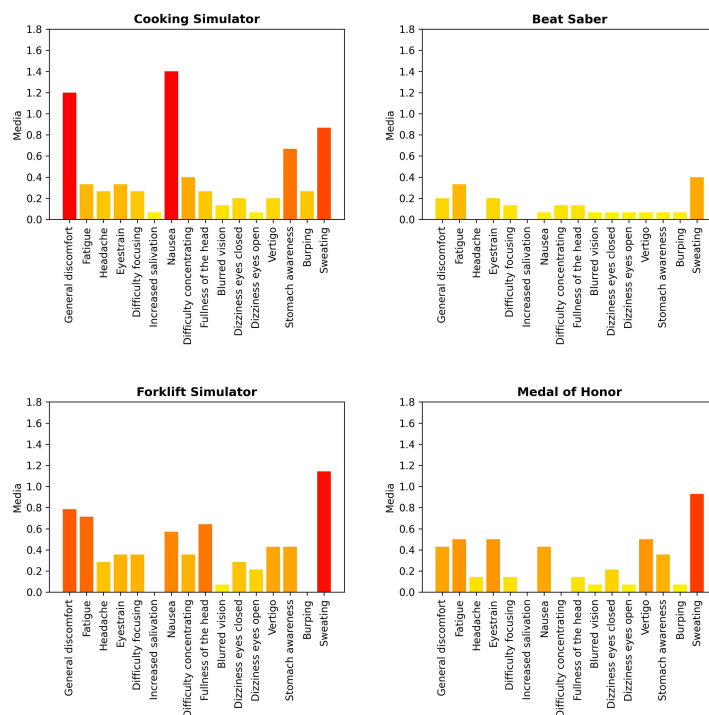 Cooking Simulator
1.8
1.6
1.4
1.2
1.0
0.8
0.6
0.4
0.2
0.0
Media
General discomfort
Fatigue
Headache
Eyestrain
Difficulty focusing
Increased salivation
Nausea
Difficulty concentrating
Fullness of the head
Blurred vision
Dizziness eyes closed
Dizziness eyes open
Vertigo
Stomach awareness
Burping
Sweating
Beat Saber
1.8
1.6
1.4
1.2
1.0
0.8
0.6
0.4
0.2
0.0
Media
General discomfort
Fatigue
Headache
Eyestrain
Difficulty focusing
Increased salivation
Nausea
Difficulty concentrating
Fullness of the head
Blurred vision
Dizziness eyes closed
Dizziness eyes open
Vertigo
Stomach awareness
Burping
Sweating
Forklift Simulator
1.8
1.6
1.4
1.2
1.0
0.8
0.6
0.4
0.2
0.0
Media
General discomfort
Fatigue
Headache
Eyestrain
Difficulty focusing
Increased salivation
Nausea
Difficulty concentrating
Fullness of the head
Blurred vision
Dizziness eyes closed
Dizziness eyes open
Vertigo
Stomach awareness
Burping
Sweating
Medal of Honor
1.8
1.6
1.4
1.2
1.0
0.8
0.6
0.4
0.2
0.0
Media
General discomfort
Fatigue
Headache
Eyestrain
Difficulty focusing
Increased salivation
Nausea
Difficulty concentrating
Fullness of the head
Blurred vision
Dizziness eyes closed
Dizziness eyes open
Vertigo
Stomach awareness
Burping
Sweating